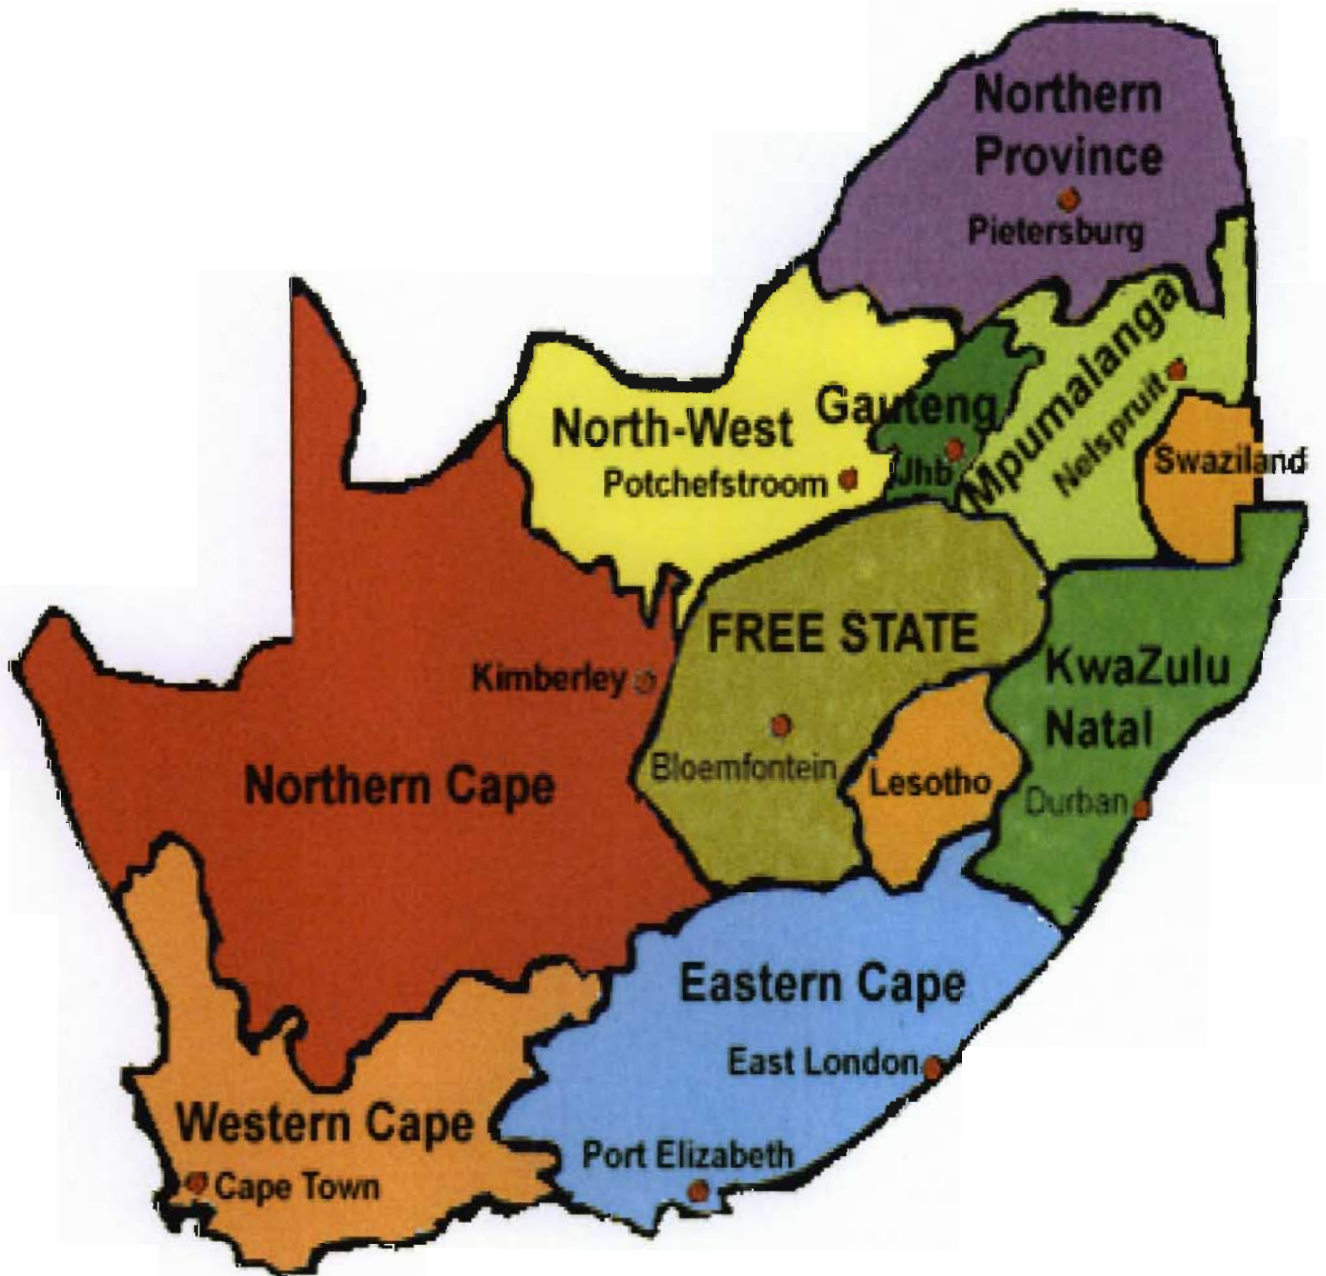 Northern
Province
Pietersburg
Mpumalanga
Nelspruit
Gauteng
North-West
Jhb
Potchefstroom
Swaziland
FREE STATE
KwaZulu
Natal
Kimberley
Bloemfontein
Lesotho
Durban
Northern Cape
Eastern Cape
East London
Western Cape
Port Elizabeth
Cape Town